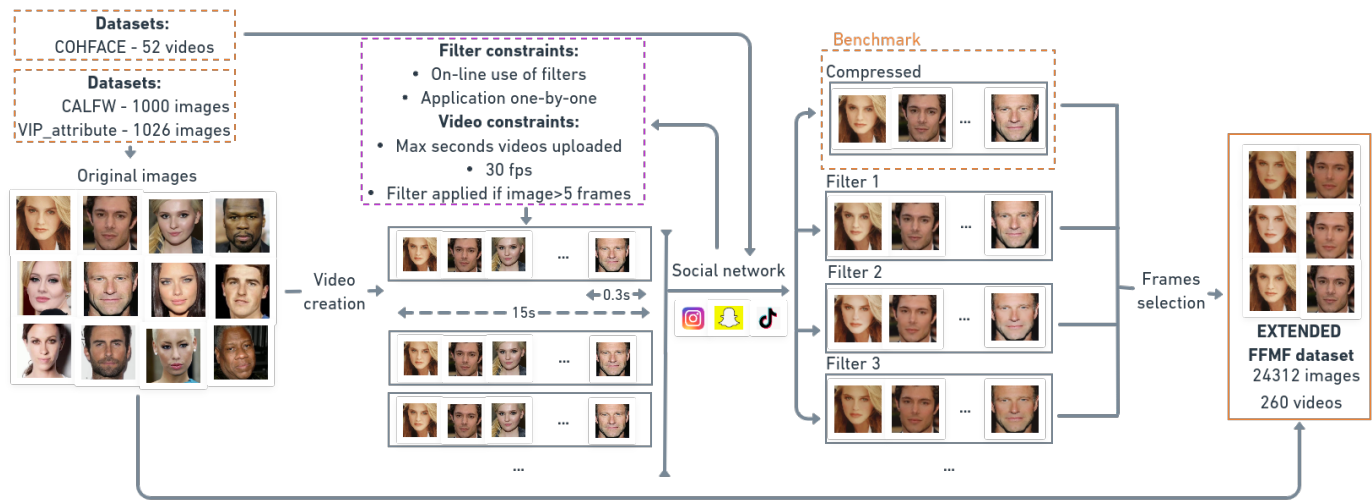 Datasets:
COHFACE - 52 videos
Datasets:
CALFW - 1000 images
VIP_attribute - 1026 images
Original images
Video
creation
Filter constraints:
• On-line use of filters
• Application one-by-one
Video constraints:
• Max seconds videos uploaded
• 30 fps
• Filter applied if image>5 frames
...
0.3s
15s
...
...
...
Social network
Benchmark
Compressed
...
Filter 1
...
Filter 2
...
Filter 3
...
...
Frames
selection
EXTENDED
FFMF dataset
24312 images
260 videos